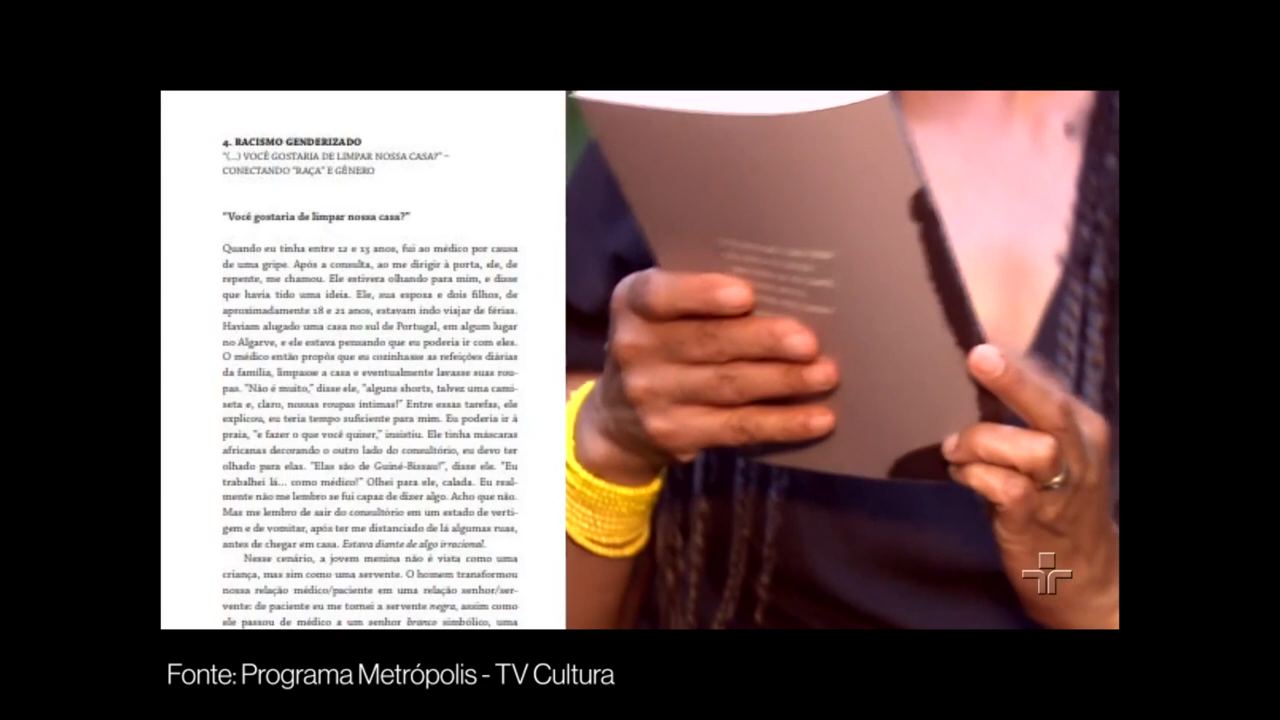 4. RACISMO GENDERIZADO
"(...) VOCÊ GOSTARIA DE LIMPAR NOSSA CASA?" –
CONECTANDO "RAÇA" E GÊNERO
"Você gostaria de limpar nossa casa?"
Quando eu tinha entre 12 e 13 anos, fui ao médico por causa
de uma gripe. Após a consulta, ao me dirigir à porta, ele, de
repente, me chamou. Ele estivera olhando para mim, e disse
que havia tido uma ideia. Ele, sua esposa e dois filhos, de
aproximadamente 18 e 21 anos, estavam indo viajar de férias.
Haviam alugado uma casa no sul de Portugal, em algum lugar
no Algarve, e ele estava pensando que eu poderia ir com eles.
O médico então propôs que eu cozinhasse as refeições diárias
da família, limpasse a casa e eventualmente lavasse suas rou-
pas. "Não é muito," disse ele, "alguns shorts, talvez uma cami-
seta e, claro, nossas roupas íntimas!" Entre essas tarefas, ele
explicou, eu teria tempo suficiente para mim. Eu poderia ir à
praia, "e fazer o que você quiser," insistiu. Ele tinha máscaras
africanas decorando o outro lado do consultório, eu devo ter
olhado para elas. "Elas são de Guiné-Bissau!", disse ele. "Eu
trabalhei lá... como médico!" Olhei para ele, calada. Eu real-
mente não me lembro se fui capaz de dizer algo. Acho que não.
Mas me lembro de sair do consultório em um estado de verti-
gem e de vomitar, após ter me distanciado de lá algumas ruas,
antes de chegar em casa. Estava diante de algo irracional.
Nesse cenário, a jovem menina não é vista como uma
criança, mas sim como uma servente. O homem transformou
nossa relação médico/paciente em uma relação senhor/ser-
vente: de paciente eu me tornei a servente negra, assim como
ele passou de médico a um senhor branco simbólico, uma
Fonte: Programa Metrópolis - TV Cultura